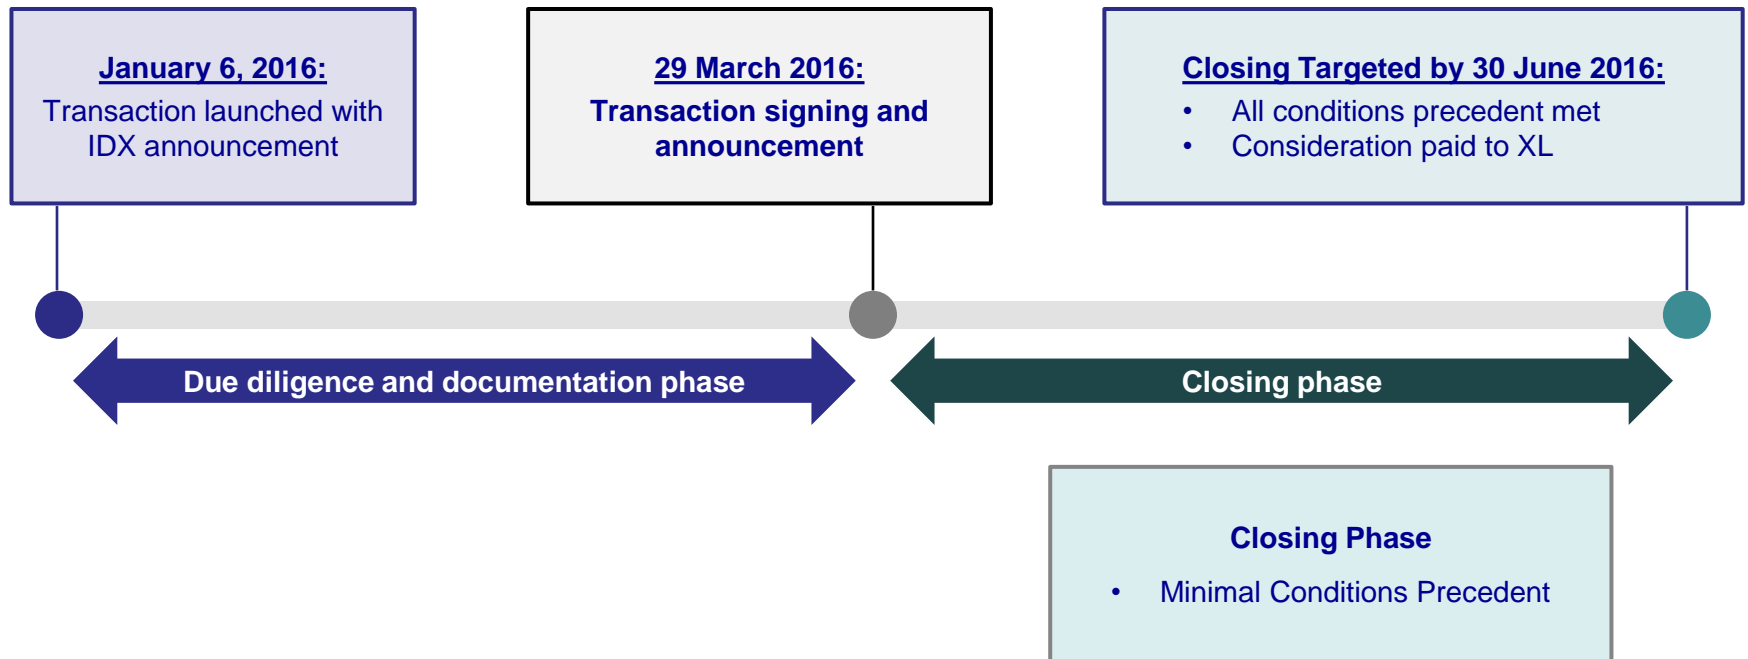 January 6, 2016:
Transaction launched with
IDX announcement
29 March 2016:
Transaction signing and
announcement
Closing Targeted by 30 June 2016:
• All conditions precedent met
• Consideration paid to XL
Due diligence and documentation phase
Closing phase
Closing Phase
• Minimal Conditions Precedent